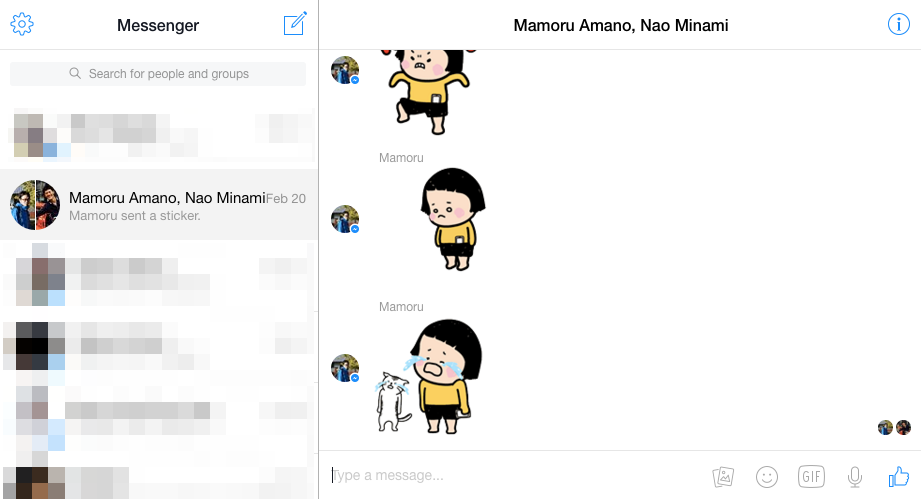 Messenger
Search for people and groups
Mamoru Amano, Nao Minami Feb 20
Mamoru sent a sticker.
Mamoru Amano, Nao Minami
Mamoru
Mamoru
Type a message...
GIF